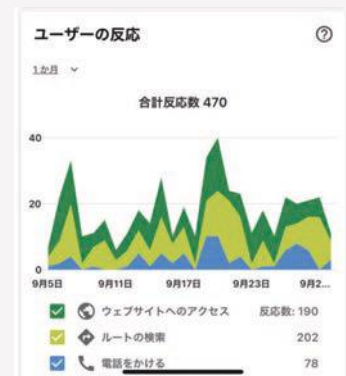 ユーザーの反応
1か月
合計反応数 470
40
20
0
9月5日 9月11日 9月17日 9月23日 9月2...
ウェブサイトへのアクセス 反応数: 190
ルートの検索 202
電話をかける 78